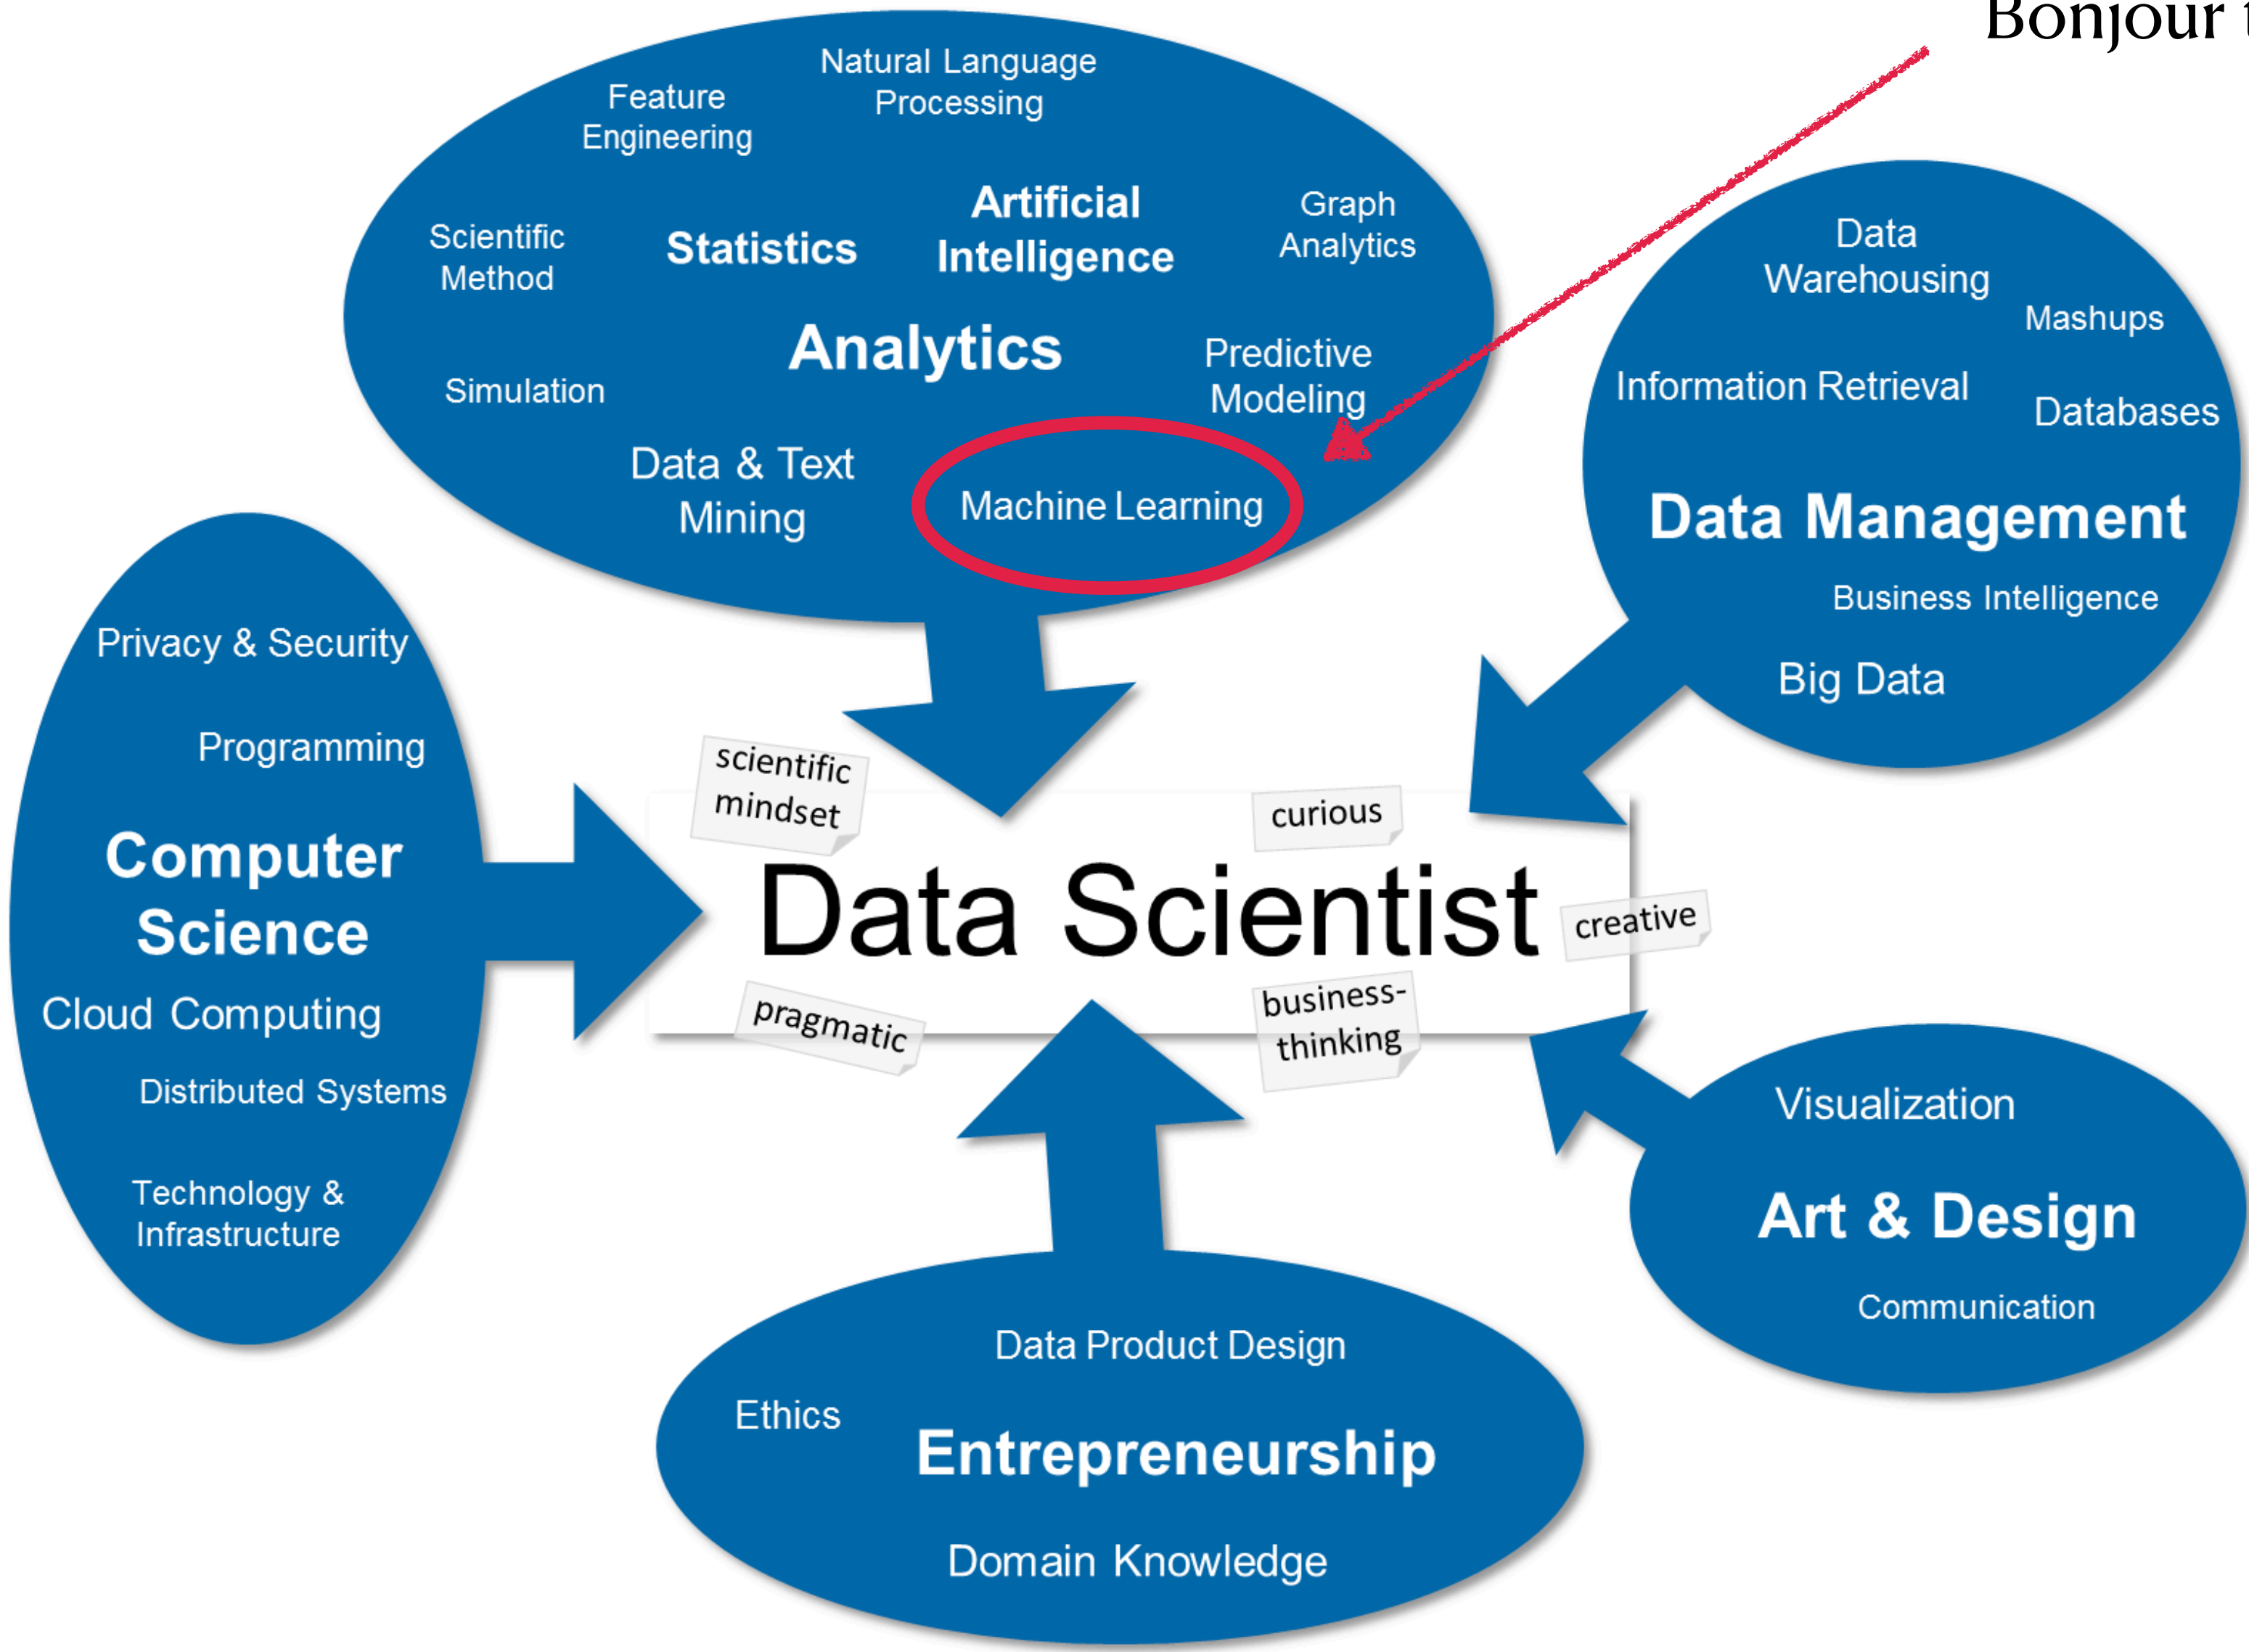 Bonjour
Natural Language
Processing
Feature
Engineering
Artificial
Intelligence
Graph
Analytics
Scientific
Method
Statistics
Analytics
Simulation
Predictive
Modeling
Data & Text
Mining
Machine Learning
Data
Warehousing
Mashups
Information Retrieval
Databases
Data Management
Business Intelligence
Big Data
Privacy & Security
Programming
Computer
Science
Cloud Computing
Distributed Systems
Technology &
Infrastructure
scientific
mindset
curious
Data Scientist
creative
pragmatic
business-
thinking
Visualization
Art & Design
Communication
Data Product Design
Ethics
Entrepreneurship
Domain Knowledge